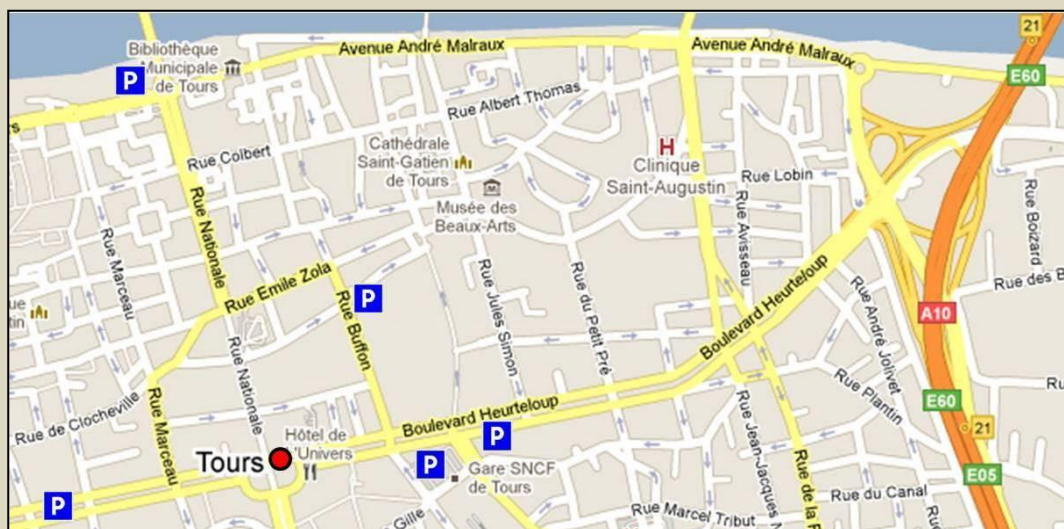 21
Avenue André Malraux
Avenue André Malraux
Bibliothèque
Municipale
de Tours
E60
P
Rue Albert Thomas
Rue Colbert
Cathédrale
Saint-Gatien
de Tours
H
Clinique
Saint-Augustin
Rue Lobin
Musée des
Beaux-Arts
Rue Nationale
Rue Marceau
Rue Avisseau
Rue Boizard
Rue Emile Zola
P
Rue Buffon
Rue Jules Simon
Rue du Petit Pré
Boulevard Heurteloup
Rue des B
A10
Rue André Jolivet
Rue Nationale
Rue Marceau
Rue de Clocheville
Boulevard Heurteloup
Rue Plantin
E60
21
P
Hôtel de
l'Univers
Tours
P
Gare SNCF
de Tours
Rue Jean-Jacques N
Rue de la
E05
Rue du Canal
P
Gille
Rue Marcel Tribut